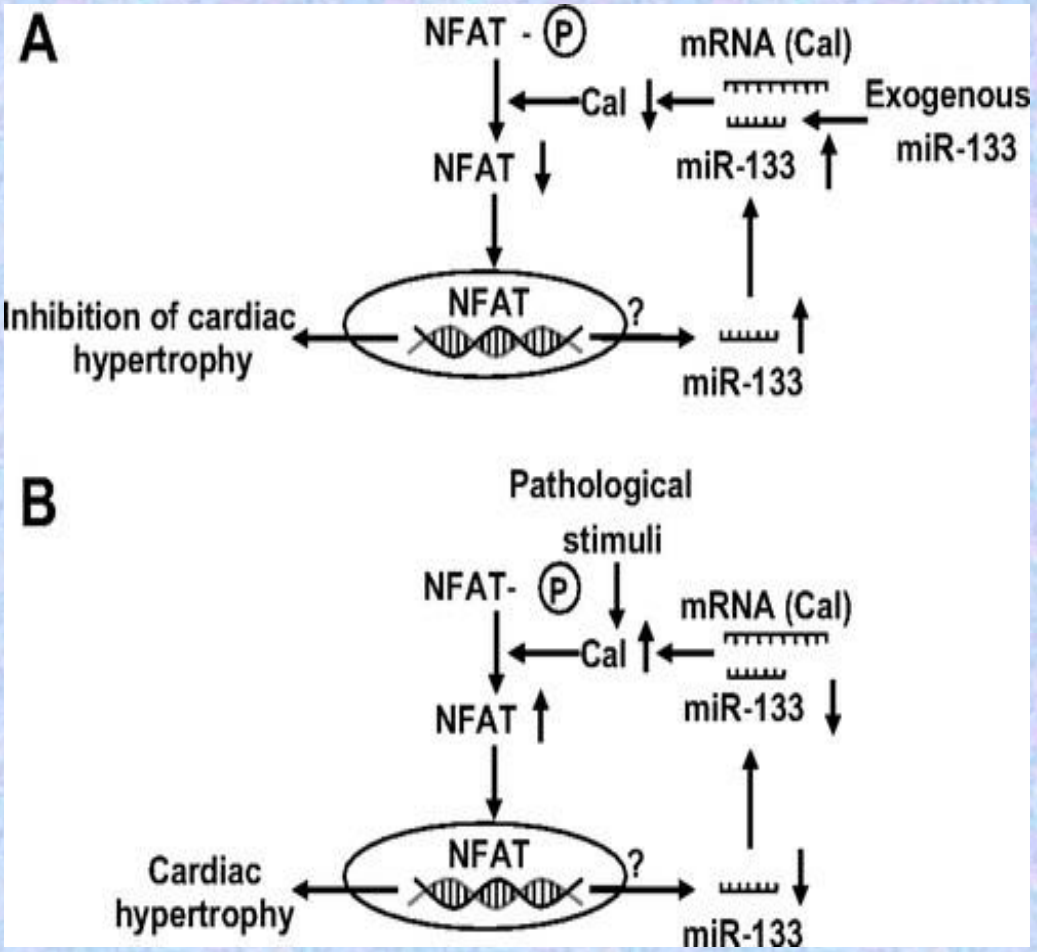 A
NFAT - P
mRNA (Cal)
Cal
Exogenous
miR-133
NFAT
miR-133
NFAT
?
Inhibition of cardiac
hypertrophy
miR-133
B
Pathological
stimuli
NFAT- P
mRNA (Cal)
Cal
miR-133
NFAT
NFAT
?
Cardiac
hypertrophy
miR-133